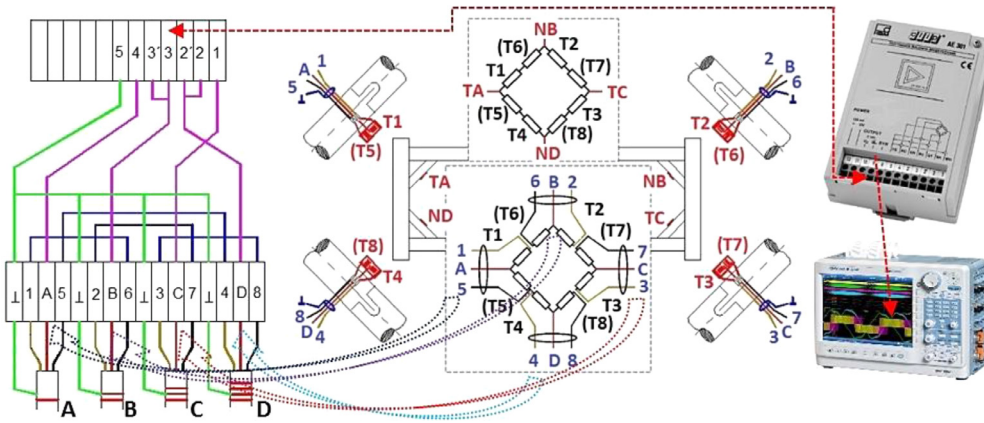 5 4 3' 3 2' 2 1
⊥ 1 A 5 ⊥ 2 B 6 ⊥ 3 C 7 ⊥ 4 D 8
A B C D
1
A
5
T1
(T5)
2
B
6
T2
(T6)
TA
ND
NB
TC
(T8)
T4
8
D
4
(T7)
T3
7
C
3
NB
(T6) T2
T1 (T7)
TA TC
(T5) T3
T4 (T8)
ND
6 B 2
(T6) T2
T1 (T7)
1 7
A C
5 3
(T5) T3
T4 (T8)
4 D 8
AE 301
CE
POWER
OUTPUT